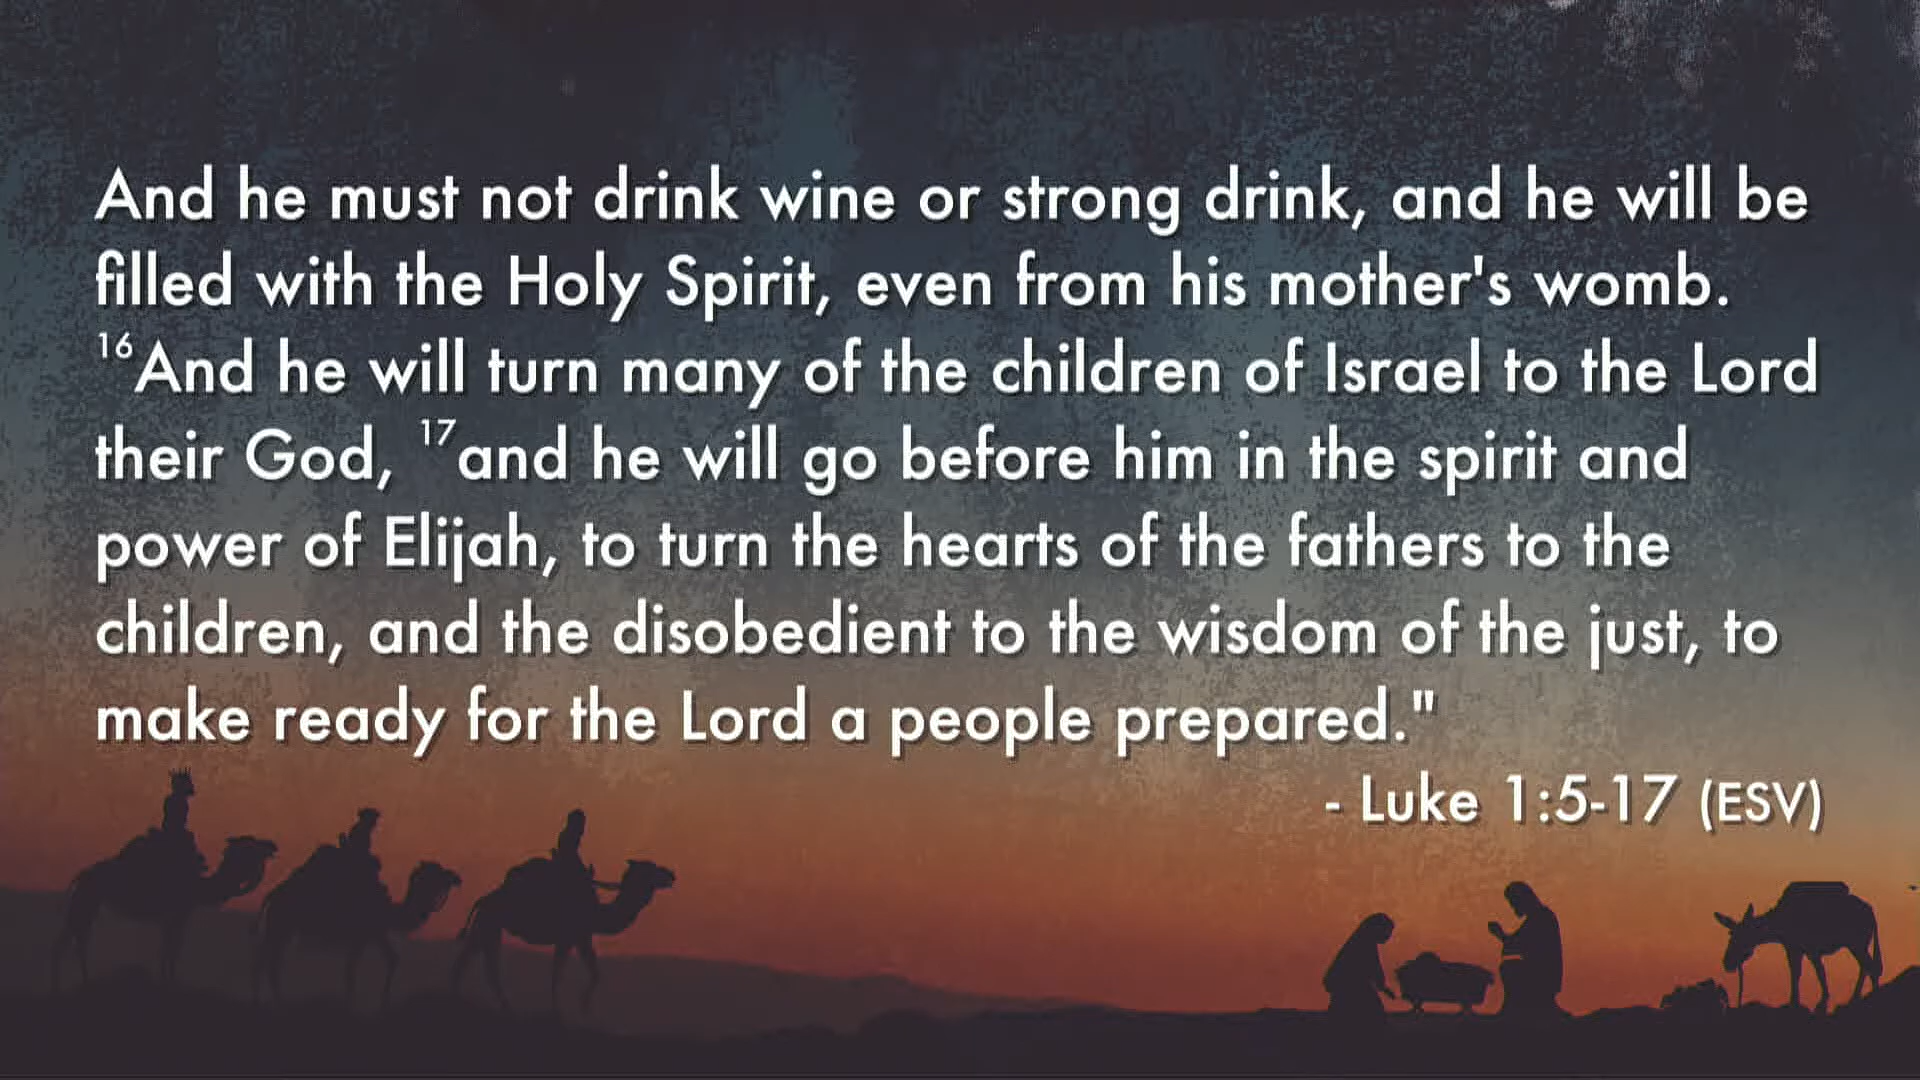 And he must not drink wine or strong drink, and he will be
filled with the Holy Spirit, even from his mother's womb.
16And he will turn many of the children of Israel to the Lord
their God, 17and he will go before him in the spirit and
power of Elijah, to turn the hearts of the fathers to the
children, and the disobedient to the wisdom of the just, to
make ready for the Lord a people prepared."
- Luke 1:5-17 (ESV)